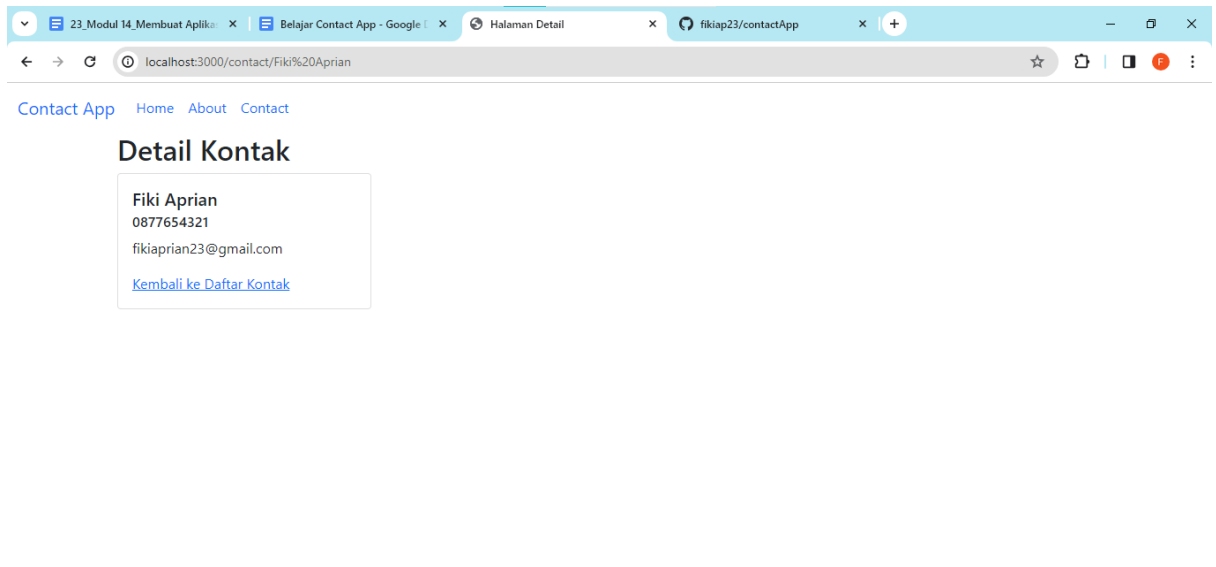 23_Modul 14_Membuat Aplika
Belajar Contact App - Google
Halaman Detail
fikiap23/contactApp
localhost:3000/contact/Fiki%20Aprian
F
Contact App Home About Contact
Detail Kontak
Fiki Aprian
0877654321
fikiaprian23@gmail.com
Kembali ke Daftar Kontak